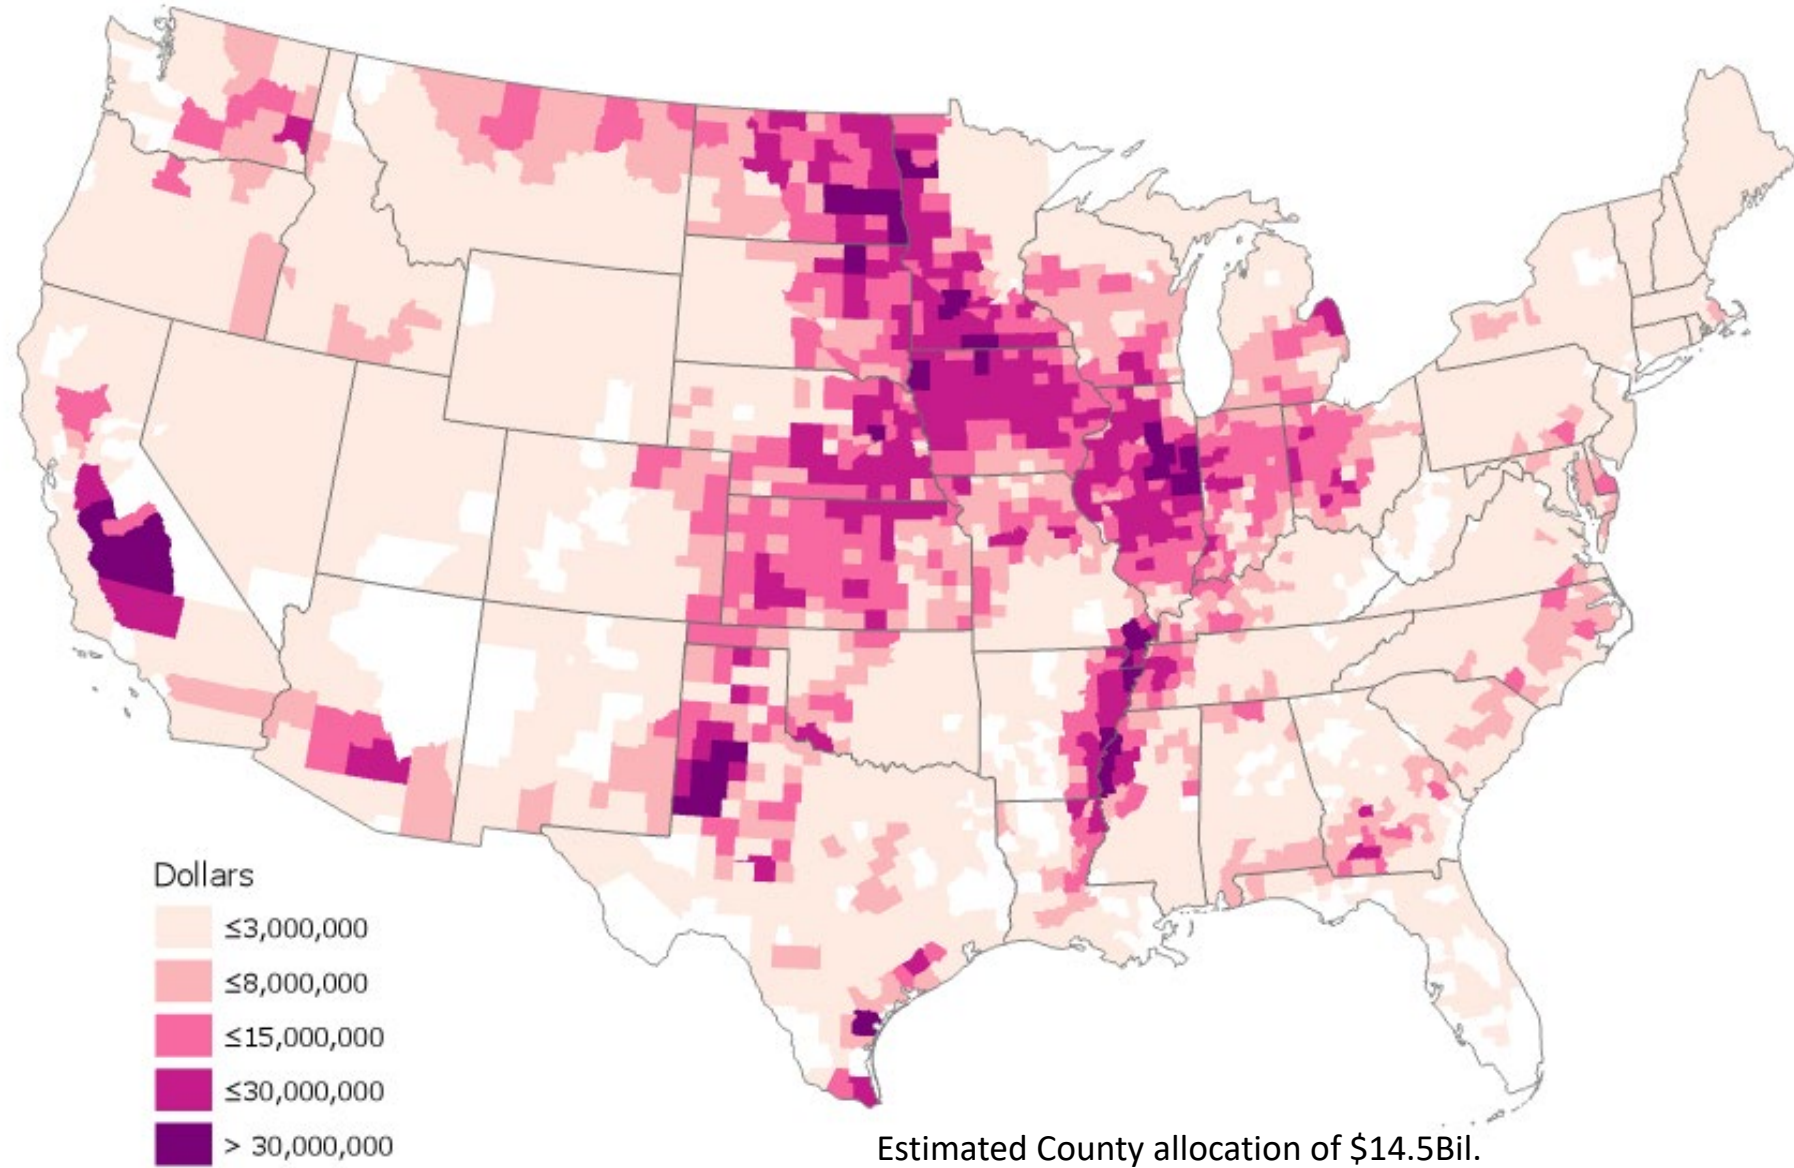 Dollars
≤3,000,000
≤8,000,000
≤15,000,000
≤30,000,000
> 30,000,000
Estimated County allocation of $14.5Bil.